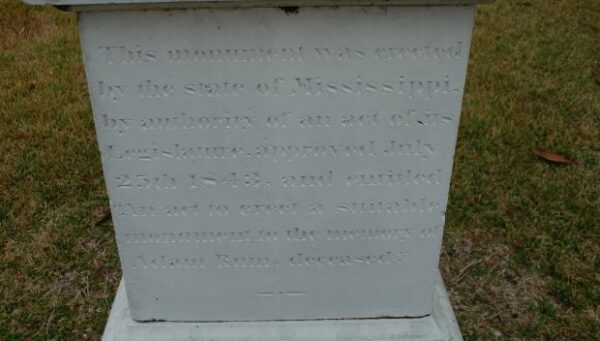 This monument was erected
by the state of Mississippi.
by authority of an act of its
Legislature, approved July
25th 1843, and entitled
"An act to erect a suitable,
monument to the memory of
Adam Rum, deceased"